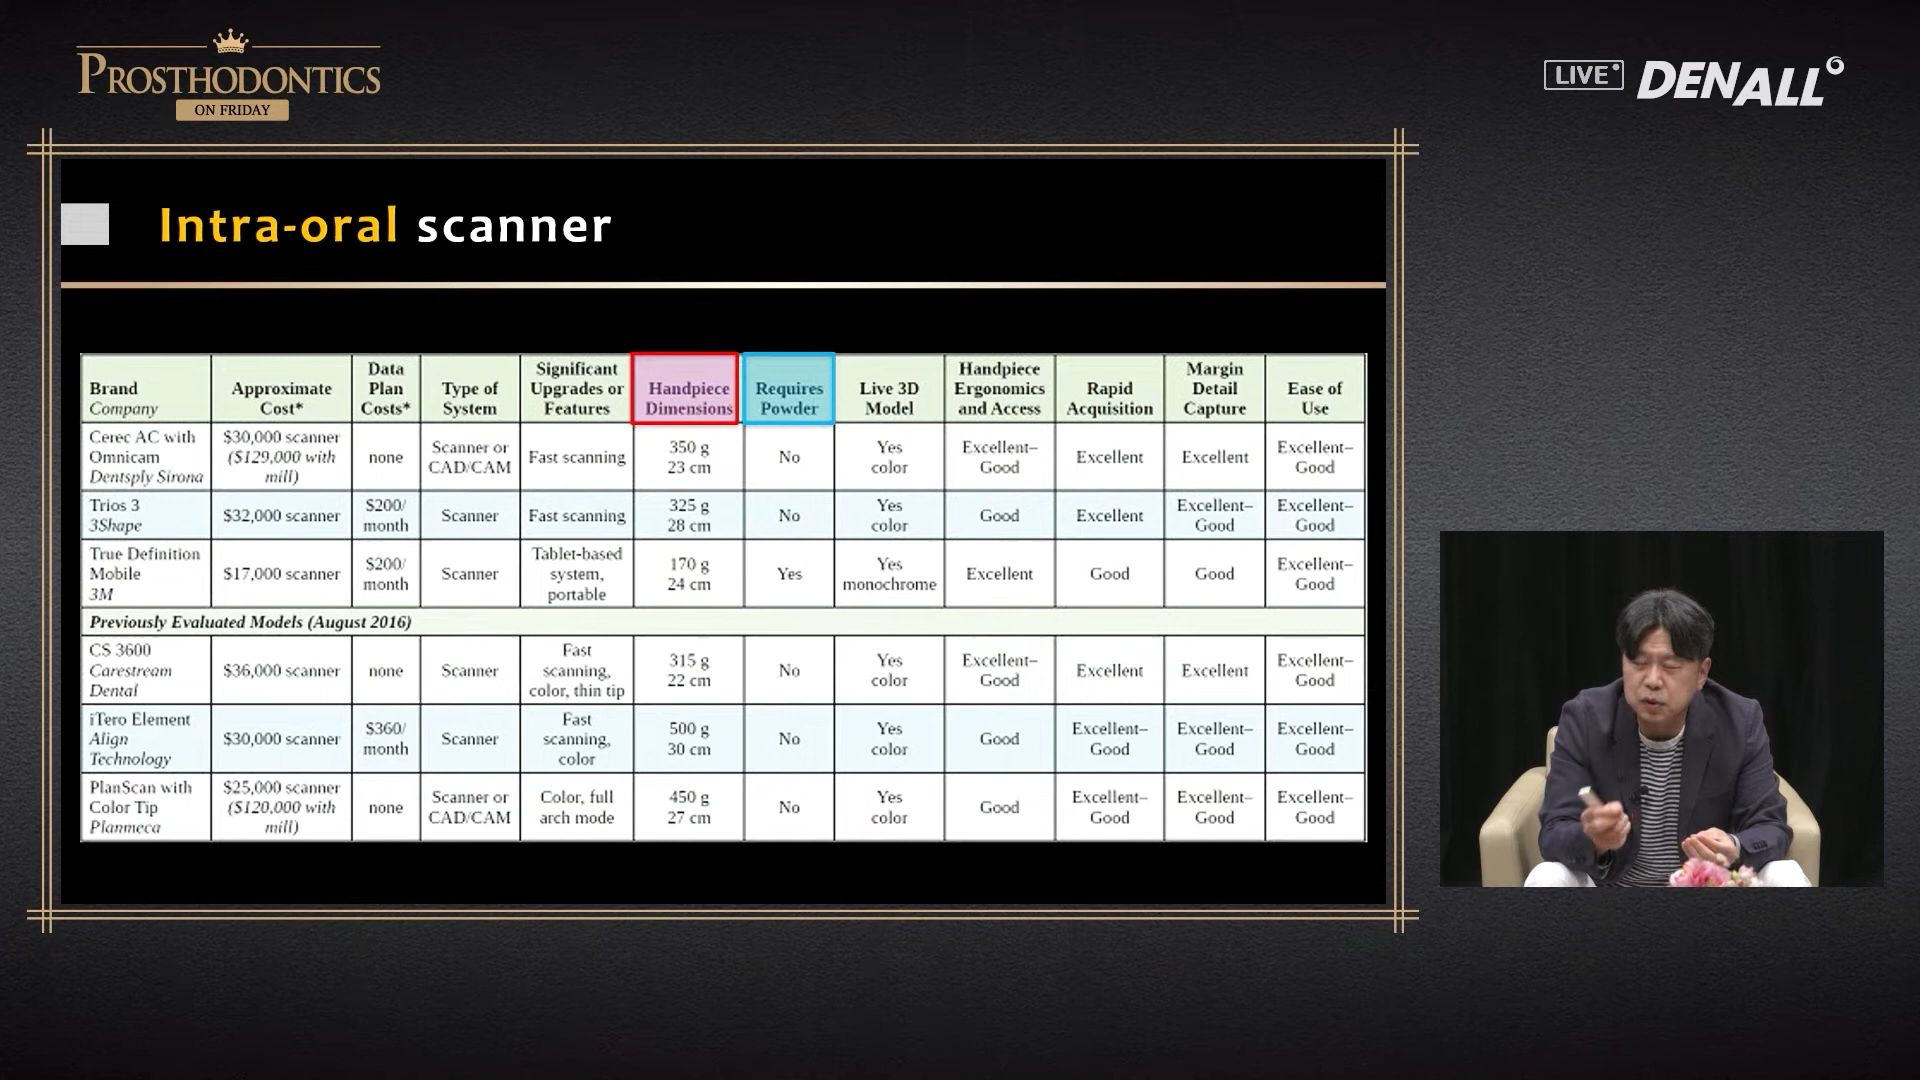 PROSTHODONTICS
ON FRIDAY
LIVE
DENALL
Intra-oral scanner
Brand Company | Approximate Cost* | Data Plan Costs* | Type of System | Significant Upgrades or Features | Handpiece Dimensions | Requires Powder | Live 3D Model | Handpiece Ergonomics and Access | Rapid Acquisition | Margin Detail Capture | Ease of Use
Cerec AC with Omnicam Dentsply Sirona | $30,000 scanner ($129,000 with mill) | none | Scanner or CAD/CAM | Fast scanning | 350 g 23 cm | No | Yes color | Excellent–Good | Excellent | Excellent | Excellent–Good
Trios 3 3Shape | $32,000 scanner | $200/month | Scanner | Fast scanning | 325 g 28 cm | No | Yes color | Good | Excellent | Excellent–Good | Excellent–Good
True Definition Mobile 3M | $17,000 scanner | $200/month | Scanner | Tablet-based system, portable | 170 g 24 cm | Yes | Yes monochrome | Excellent | Good | Good | Excellent–Good
Previously Evaluated Models (August 2016)
CS 3600 Carestream Dental | $36,000 scanner | none | Scanner | Fast scanning, color, thin tip | 315 g 22 cm | No | Yes color | Excellent–Good | Excellent | Excellent | Excellent–Good
iTero Element Align Technology | $30,000 scanner | $360/month | Scanner | Fast scanning, color | 500 g 30 cm | No | Yes color | Good | Excellent–Good | Excellent–Good | Excellent–Good
PlanScan with Color Tip Planmeca | $25,000 scanner ($120,000 with mill) | none | Scanner or CAD/CAM | Color, full arch mode | 450 g 27 cm | No | Yes color | Good | Excellent–Good | Excellent–Good | Excellent–Good